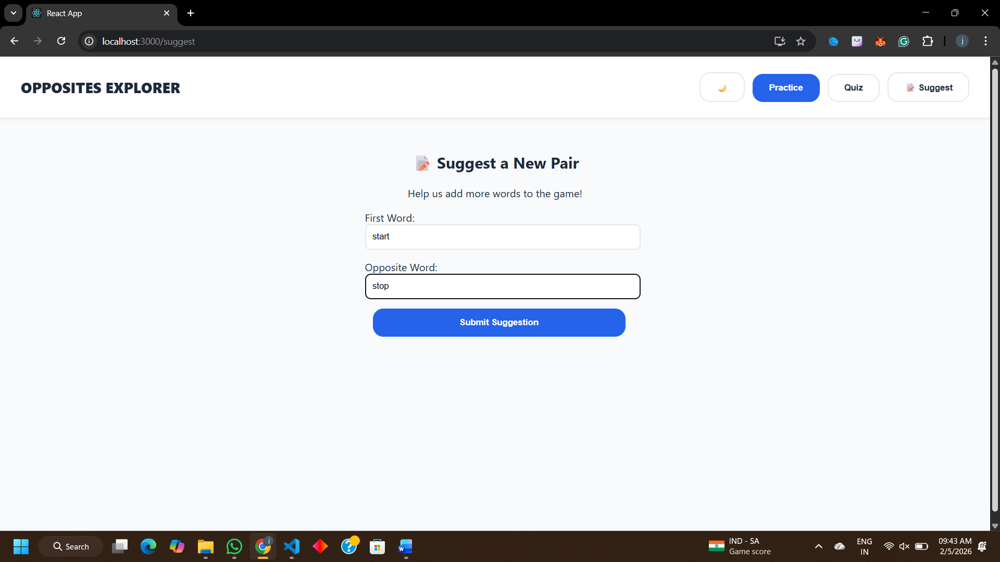 React App
localhost:3000/suggest
j
OPPOSITES EXPLORER
Practice
Quiz
Suggest
Suggest a New Pair
Help us add more words to the game!
First Word:
start
Opposite Word:
stop
Submit Suggestion
Search
j
IND - SA
Game score
ENG
IN
09:43 AM
2/5/2026